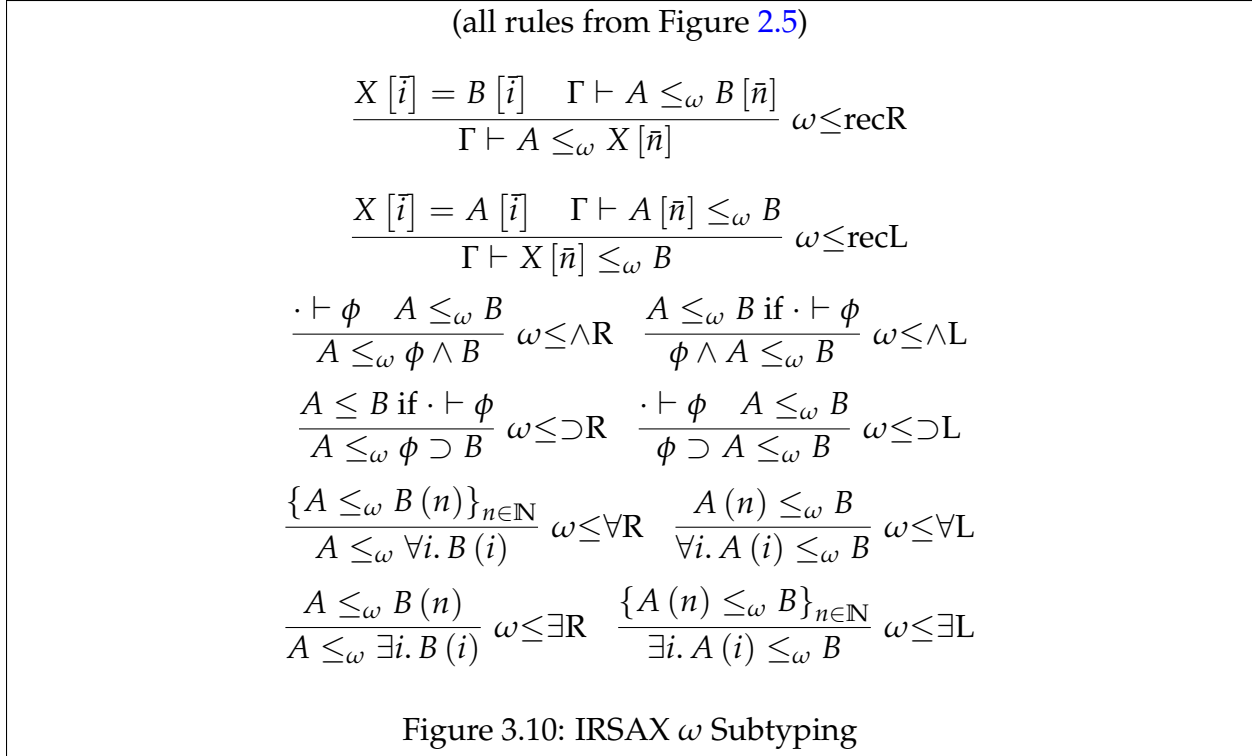 (all rules from Figure 2.5)
X [i̅] = B [i̅]    Γ ⊢ A ≤ω B [n̄]
Γ ⊢ A ≤ω X [n̄]    ω≤recR
X [i̅] = A [i̅]    Γ ⊢ A [n̄] ≤ω B
Γ ⊢ X [n̄] ≤ω B    ω≤recL
· ⊢ ϕ    A ≤ω B    A ≤ω B if · ⊢ ϕ
A ≤ω ϕ ∧ B    ω≤∧R    ϕ ∧ A ≤ω B    ω≤∧L
A ≤ B if · ⊢ ϕ    · ⊢ ϕ    A ≤ω B
A ≤ω ϕ ⊃ B    ω≤⊃R    ϕ ⊃ A ≤ω B    ω≤⊃L
{A ≤ω B (n)}n∈ℕ    A (n) ≤ω B
A ≤ω ∀i. B (i)    ω≤∀R    ∀i. A (i) ≤ω B    ω≤∀L
A ≤ω B (n)    {A (n) ≤ω B}n∈ℕ
A ≤ω ∃i. B (i)    ω≤∃R    ∃i. A (i) ≤ω B    ω≤∃L
Figure 3.10: IRSAX ω Subtyping